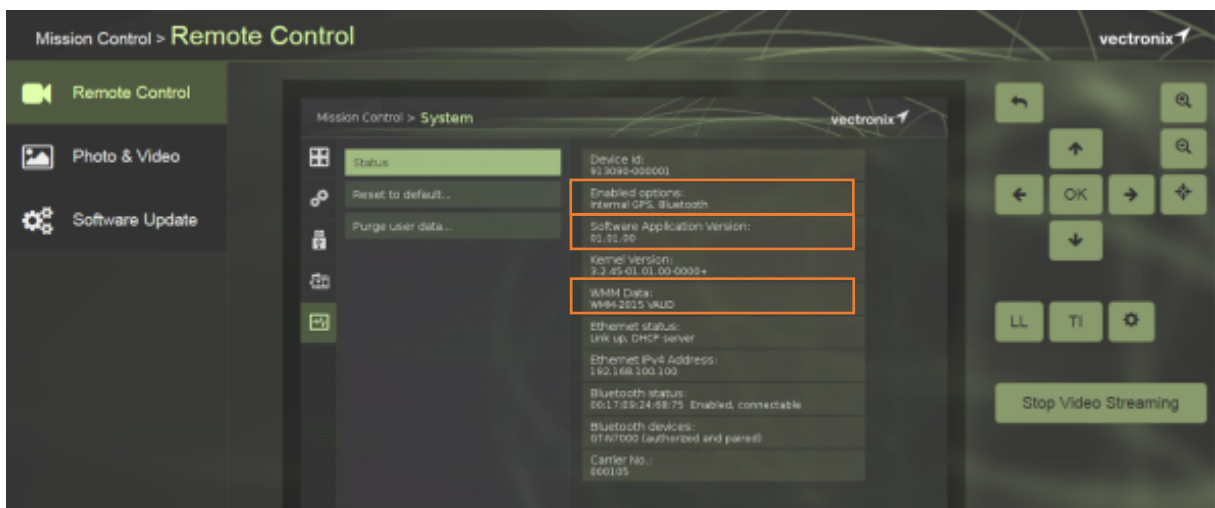 Mission Control > Remote Control
vectronix
Remote Control
Photo & Video
Software Update
Mission Control > System
vectronix
Status
Reset to default...
Purge user data...
Device id:
913090-000001
Enabled options:
Internal GPS, Bluetooth
Software Application Version:
01.01.00
Kernel Version:
3.2.45-01.01.00-0000+
WMM Data:
WMM-2015 VALID
Ethernet status:
Link up, DHCP server
Ethernet IPv4 Address:
192.168.100.100
Bluetooth status:
00:17:E9:24:68:75 Enabled, connectable
Bluetooth devices:
(authorized and paired)
Carrier No.:
000105
OK
LL
TI
Stop Video Streaming